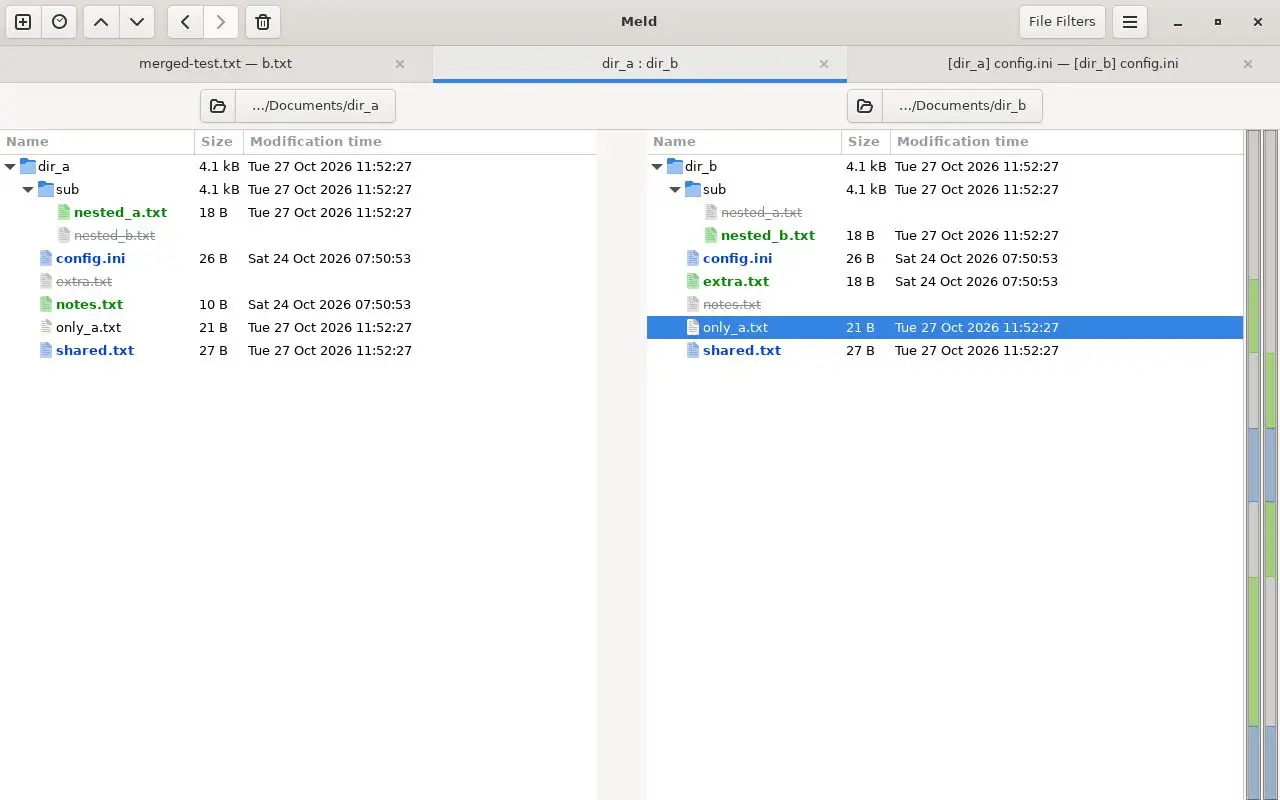 Meld
File Filters
merged-test.txt — b.txt
dir_a : dir_b
[dir_a] config.ini — [dir_b] config.ini
.../Documents/dir_a
.../Documents/dir_b
Name Size Modification time
dir_a 4.1 kB Tue 27 Oct 2026 11:52:27
sub 4.1 kB Tue 27 Oct 2026 11:52:27
nested_a.txt 18 B Tue 27 Oct 2026 11:52:27
nested_b.txt
config.ini 26 B Sat 24 Oct 2026 07:50:53
extra.txt
notes.txt 10 B Sat 24 Oct 2026 07:50:53
only_a.txt 21 B Tue 27 Oct 2026 11:52:27
shared.txt 27 B Tue 27 Oct 2026 11:52:27
Name Size Modification time
dir_b 4.1 kB Tue 27 Oct 2026 11:52:27
sub 4.1 kB Tue 27 Oct 2026 11:52:27
nested_a.txt
nested_b.txt 18 B Tue 27 Oct 2026 11:52:27
config.ini 26 B Sat 24 Oct 2026 07:50:53
extra.txt 18 B Sat 24 Oct 2026 07:50:53
notes.txt
only_a.txt 21 B Tue 27 Oct 2026 11:52:27
shared.txt 27 B Tue 27 Oct 2026 11:52:27